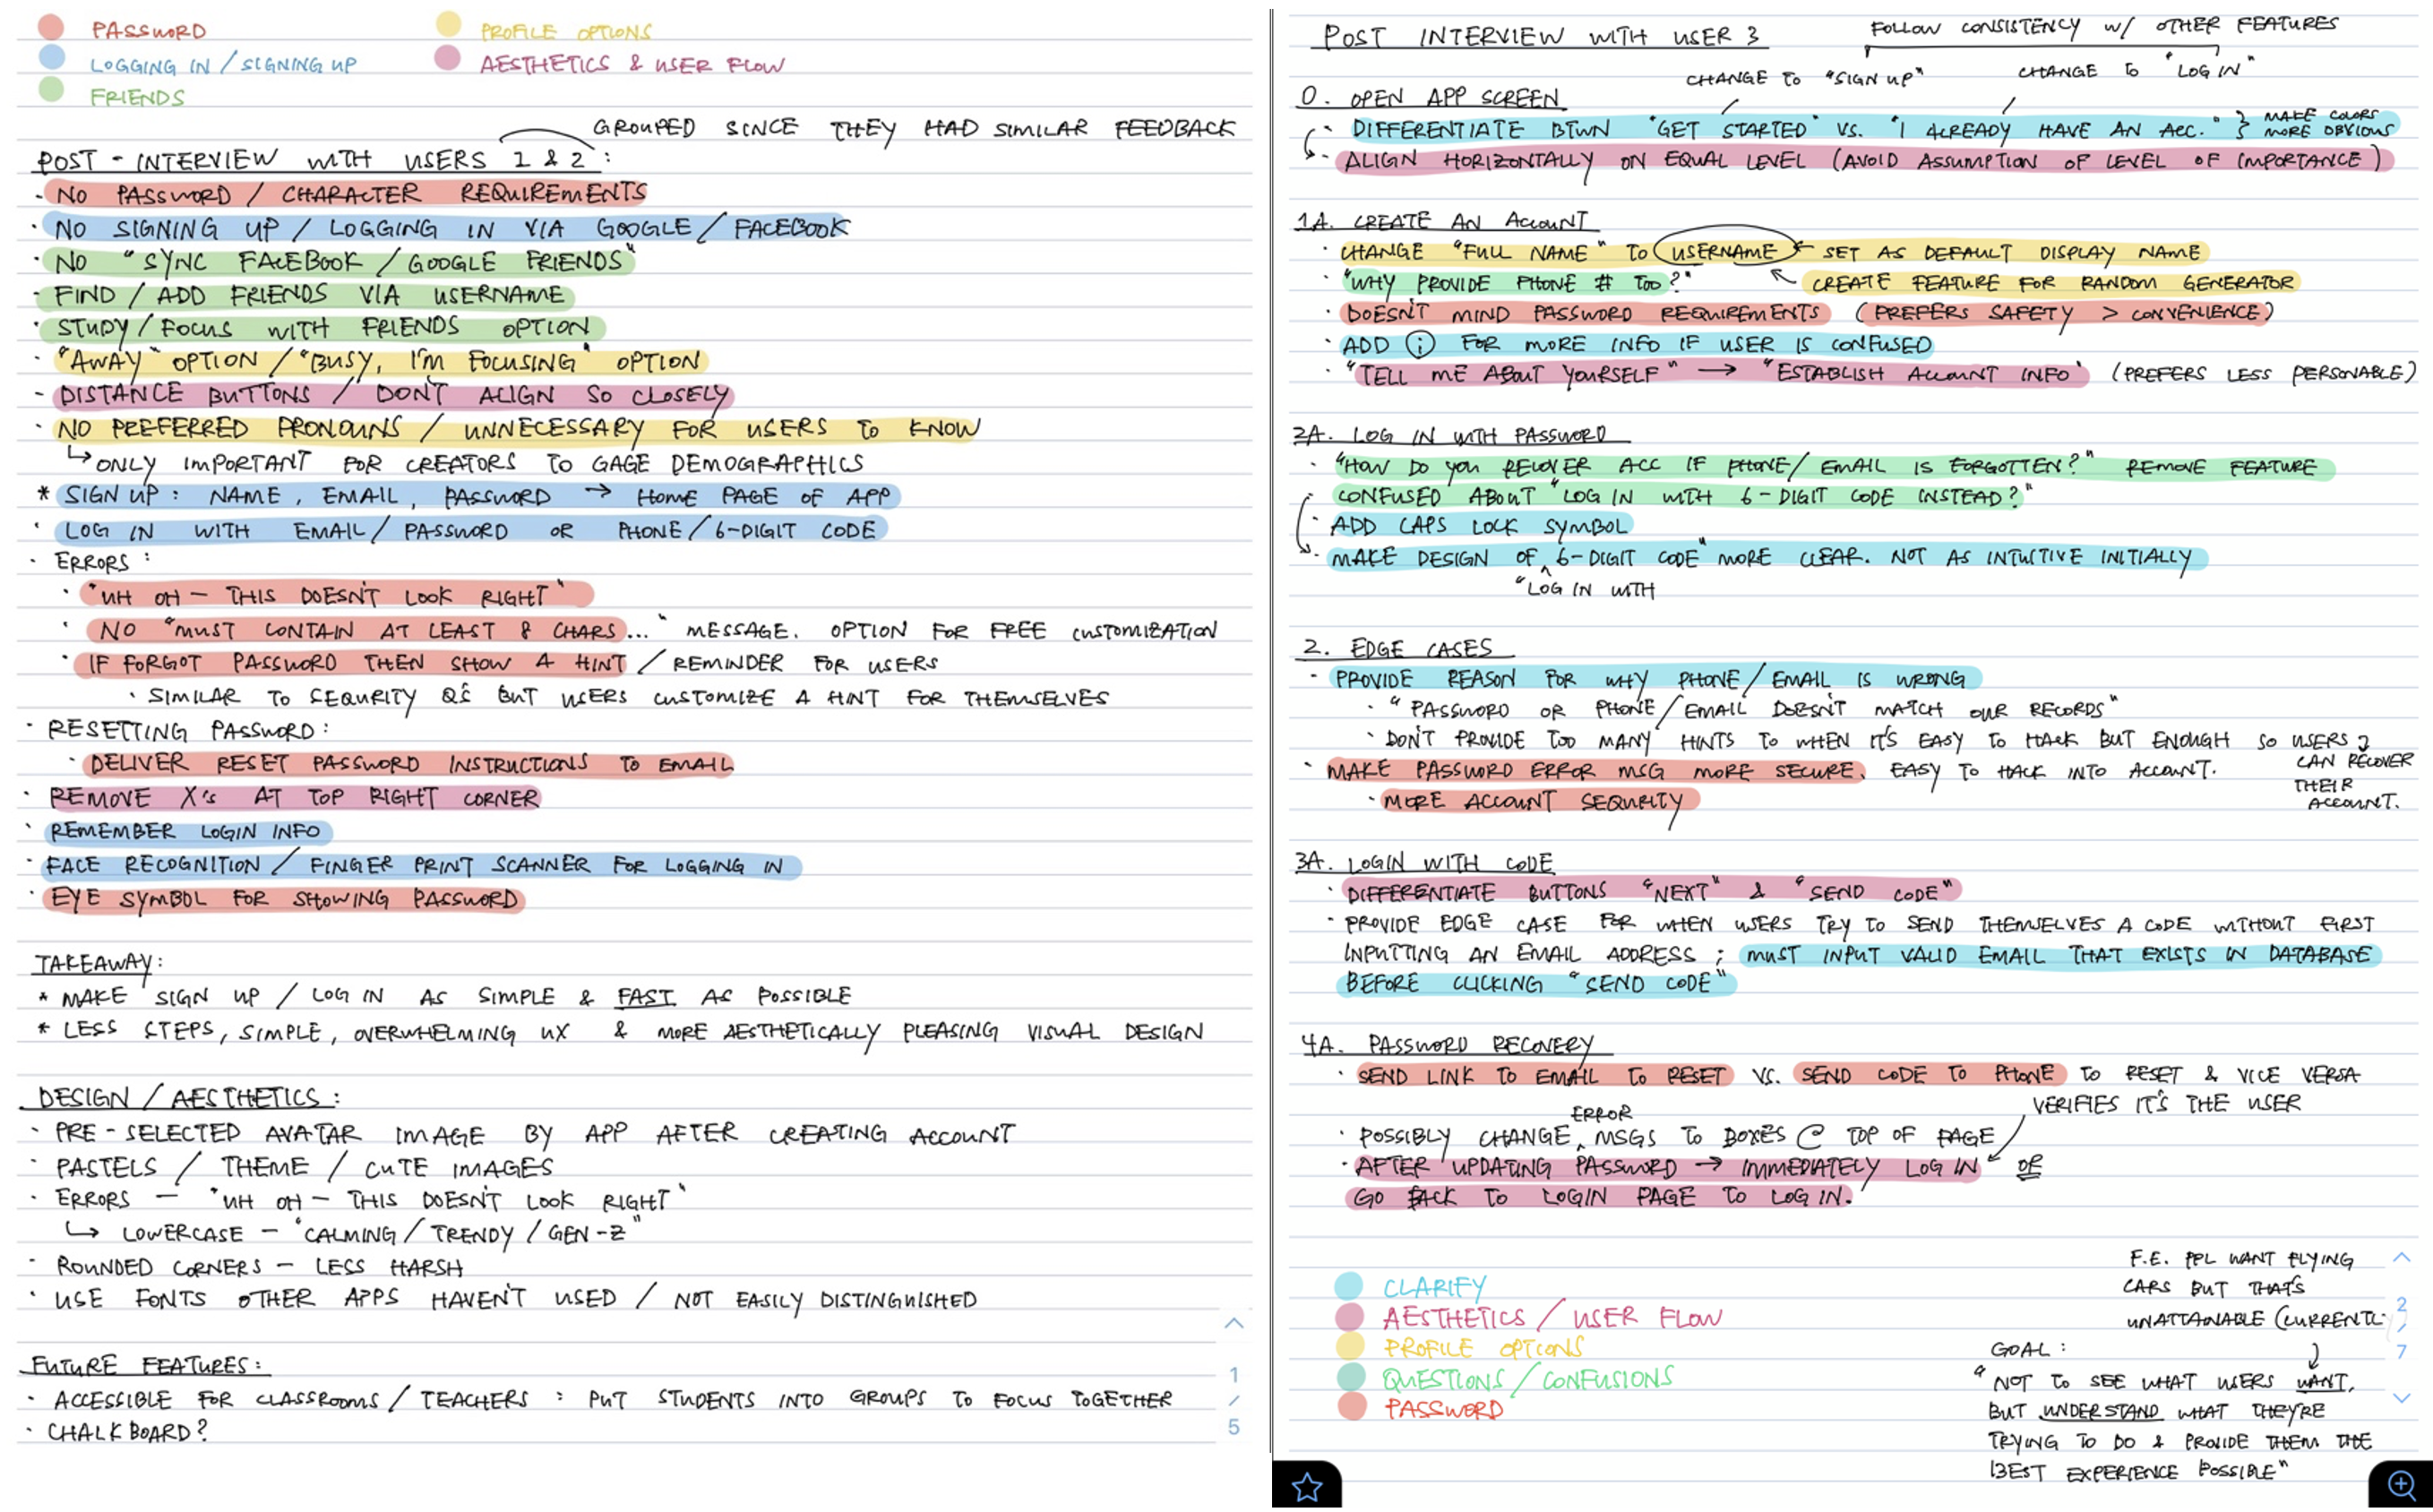 PASSWORD
LOGGING IN / SIGNING UP
FRIENDS
PROFILE OPTIONS
AESTHETICS & USER FLOW
GROUPED SINCE THEY HAD SIMILAR FEEDBACK
POST - INTERVIEW WITH USERS 1 & 2 :
- NO PASSWORD / CHARACTER REQUIREMENTS
· NO SIGNING UP / LOGGING IN VIA GOOGLE / FACEBOOK
· NO "SYNC FACEBOOK / GOOGLE FRIENDS"
· FIND / ADD FRIENDS VIA USERNAME
· STUDY / FOCUS WITH FRIENDS OPTION
· "AWAY" OPTION / "BUSY, I'M FOCUSING" OPTION
- DISTANCE BUTTONS / DON'T ALIGN SO CLOSELY
· NO PREFERRED PRONOUNS / UNNECESSARY FOR USERS TO KNOW
↳ ONLY IMPORTANT FOR CREATORS TO GAGE DEMOGRAPHICS
* SIGN UP : NAME, EMAIL, PASSWORD → HOME PAGE OF APP
· LOG IN WITH EMAIL / PASSWORD OR PHONE / 6-DIGIT CODE
· ERRORS :
· "UH OH — THIS DOESN'T LOOK RIGHT"
· NO "MUST CONTAIN AT LEAST 8 CHARS..." MESSAGE. OPTION FOR FREE CUSTOMIZATION
· IF FORGOT PASSWORD THEN SHOW A HINT / REMINDER FOR USERS
· SIMILAR TO SEQURITY QS BUT USERS CUSTOMIZE A HINT FOR THEMSELVES
· RESETTING PASSWORD :
· DELIVER RESET PASSWORD INSTRUCTIONS TO EMAIL
· REMOVE X's AT TOP RIGHT CORNER
· REMEMBER LOGIN INFO
· FACE RECOGNITION / FINGER PRINT SCANNER FOR LOGGING IN
· EYE SYMBOL FOR SHOWING PASSWORD
TAKEAWAY :
* MAKE SIGN UP / LOG IN AS SIMPLE & FAST AS POSSIBLE
* LESS STEPS, SIMPLE, OVERWHELMING UX & MORE AESTHETICALLY PLEASING VISUAL DESIGN
DESIGN / AESTHETICS :
· PRE-SELECTED AVATAR IMAGE BY APP AFTER CREATING ACCOUNT
· PASTELS / THEME / CUTE IMAGES
· ERRORS — "UH OH — THIS DOESN'T LOOK RIGHT"
↳ LOWERCASE — "CALMING / TRENDY / GEN-Z"
· ROUNDED CORNERS — LESS HARSH
· USE FONTS OTHER APPS HAVEN'T USED / NOT EASILY DISTINGUISHED
FUTURE FEATURES :
· ACCESSIBLE FOR CLASSROOMS / TEACHERS : PUT STUDENTS INTO GROUPS TO FOCUS TOGETHER
· CHALKBOARD?
1
/
5
POST INTERVIEW WITH USER 3
FOLLOW CONSISTENCY W/ OTHER FEATURES
CHANGE TO "SIGN UP"
CHANGE TO "LOG IN"
0. OPEN APP SCREEN
· DIFFERENTIATE BTWN "GET STARTED" VS. "I ALREADY HAVE AN ACC." } MAKE COLORS
MORE OBVIOUS
· ALIGN HORIZONTALLY ON EQUAL LEVEL (AVOID ASSUMPTION OF LEVEL OF IMPORTANCE)
1A. CREATE AN ACCOUNT
· CHANGE "FULL NAME" TO USERNAME ← SET AS DEFAULT DISPLAY NAME
· "WHY PROVIDE PHONE # TOO?" ↖ CREATE FEATURE FOR RANDOM GENERATOR
· DOESN'T MIND PASSWORD REQUIREMENTS (PREFERS SAFETY > CONVENIENCE)
· ADD ⓘ FOR MORE INFO IF USER IS CONFUSED
· "TELL ME ABOUT YOURSELF" → "ESTABLISH ACCOUNT INFO" (PREFERS LESS PERSONABLE)
2A. LOG IN WITH PASSWORD
· "HOW DO YOU RECOVER ACC IF PHONE / EMAIL IS FORGOTTEN?" REMOVE FEATURE
· CONFUSED ABOUT "LOG IN WITH 6-DIGIT CODE INSTEAD?"
· ADD CAPS LOCK SYMBOL
· MAKE DESIGN OF ^ 6-DIGIT CODE" MORE CLEAR. NOT AS INTUITIVE INITIALLY
"LOG IN WITH
2. EDGE CASES
· PROVIDE REASON FOR WHY PHONE / EMAIL IS WRONG
· "PASSWORD OR PHONE / EMAIL DOESN'T MATCH OUR RECORDS"
· DON'T PROVIDE TOO MANY HINTS TO WHEN IT'S EASY TO HACK BUT ENOUGH SO USERS
CAN RECOVER
THEIR
ACCOUNT.
· MAKE PASSWORD ERROR MSG MORE SECURE. EASY TO HACK INTO ACCOUNT.
· MORE ACCOUNT SEQURITY
3A. LOGIN WITH CODE
· DIFFERENTIATE BUTTONS "NEXT" & "SEND CODE"
· PROVIDE EDGE CASE FOR WHEN USERS TRY TO SEND THEMSELVES A CODE WITHOUT FIRST
INPUTTING AN EMAIL ADDRESS ; MUST INPUT VALID EMAIL THAT EXISTS IN DATABASE
BEFORE CLICKING "SEND CODE"
4A. PASSWORD RECOVERY
· SEND LINK TO EMAIL TO RESET VS. SEND CODE TO PHONE TO RESET & VICE VERSA
VERIFIES IT'S THE USER
ERROR
· POSSIBLY CHANGE ^ MSGS TO BOXES @ TOP OF PAGE
· AFTER UPDATING PASSWORD → IMMEDIATELY LOG IN OR
GO BACK TO LOGIN PAGE TO LOG IN.
CLARIFY
AESTHETICS / USER FLOW
PROFILE OPTIONS
QUESTIONS / CONFUSIONS
PASSWORD
F.E. PPL WANT FLYING
CARS BUT THAT'S
UNATTAINABLE (CURRENTL
GOAL :
"NOT TO SEE WHAT USERS WANT,
BUT UNDERSTAND WHAT THEY'RE
TRYING TO DO & PROVIDE THEM THE
BEST EXPERIENCE POSSIBLE"
2
/
7